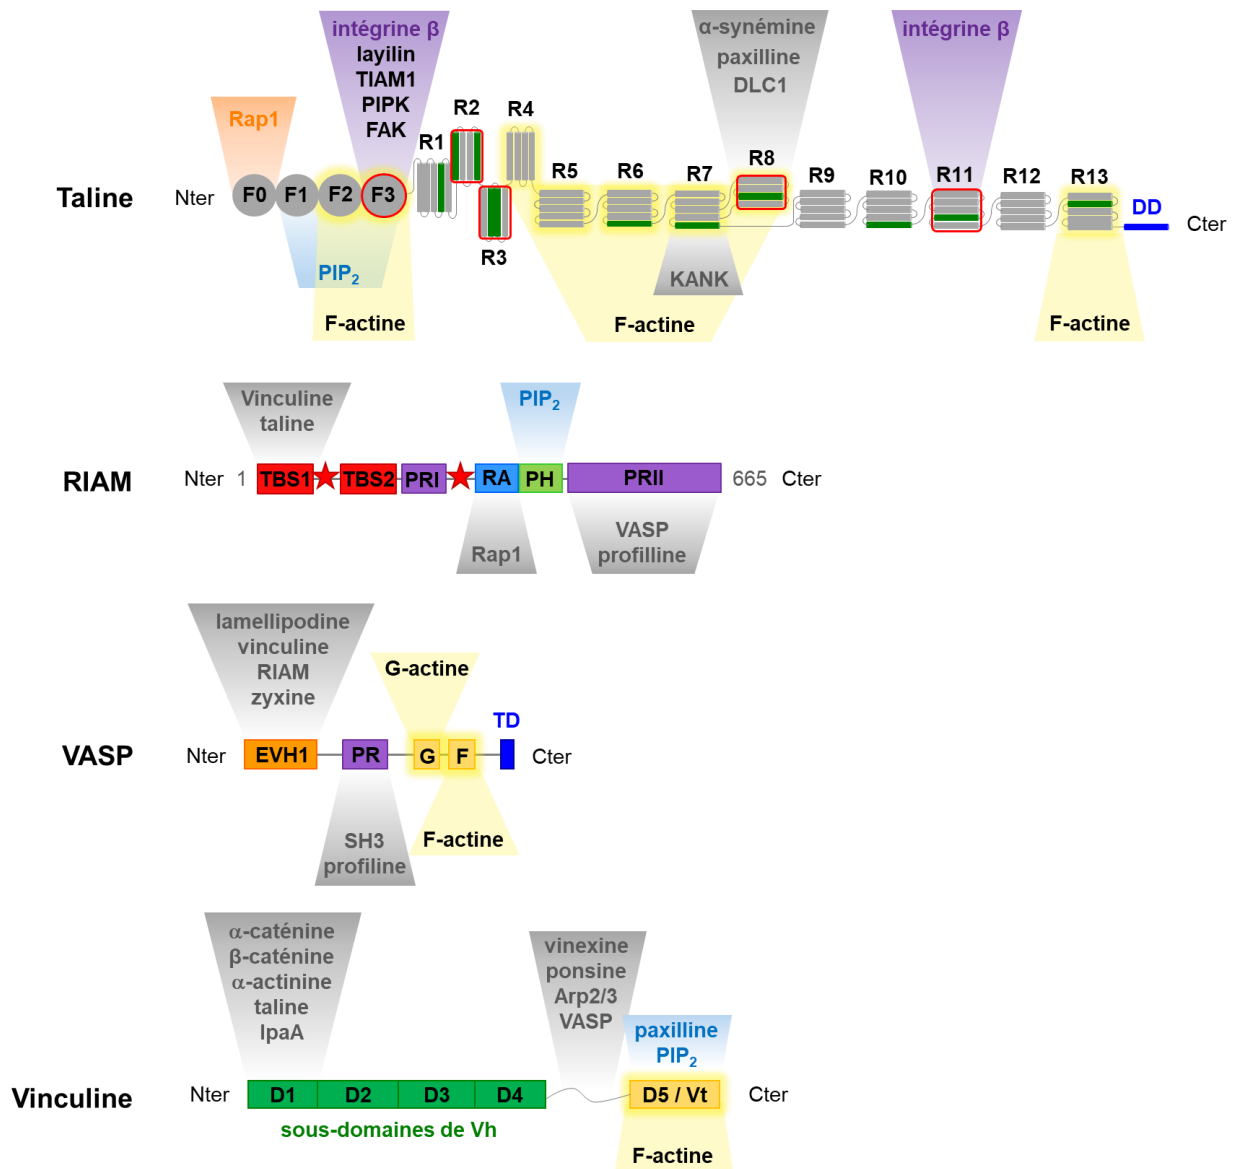 intégrine β
layilin
TIAM1
PIPK
FAK
α-synémine
paxilline
DLC1
intégrine β
Rap1
R1
R2
R3
R4
R5
R6
R7
R8
R9
R10
R11
R12
R13
Taline
Nter
F0
F1
F2
F3
DD
Cter
PIP2
KANK
F-actine
F-actine
F-actine
Vinculine
taline
PIP2
RIAM
Nter
1
TBS1
TBS2
PRI
RA
PH
PRII
665
Cter
Rap1
VASP
profilline
lamellipodine
vinculine
RIAM
zyxine
G-actine
TD
VASP
Nter
EVH1
PR
G
F
Cter
SH3
profiline
F-actine
α-caténine
β-caténine
α-actinine
taline
IpaA
vinexine
ponsine
Arp2/3
VASP
paxilline
PIP2
Vinculine
Nter
D1
D2
D3
D4
D5 / Vt
Cter
sous-domaines de Vh
F-actine